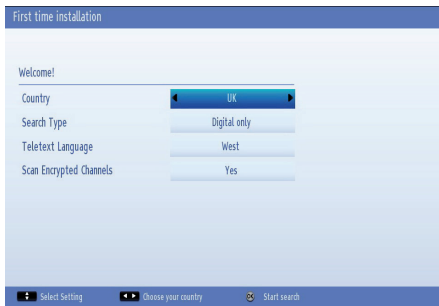 First time installation
Welcome!
Country UK
Search Type Digital only
Teletext Language West
Scan Encrypted Channels Yes
Select Setting Choose your country OK Start search